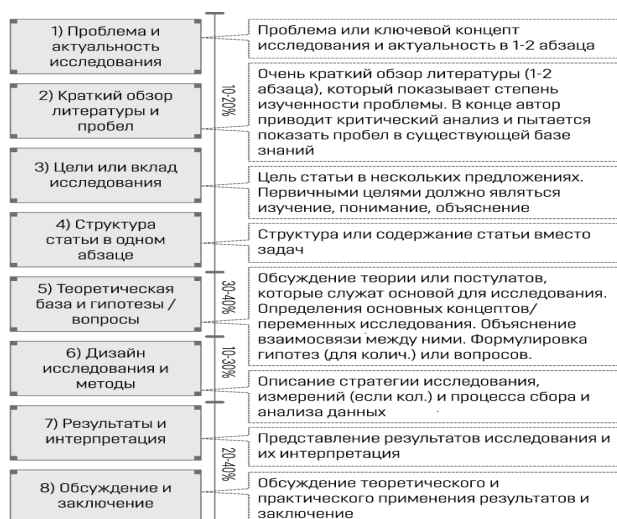 1) Проблема и
актуальность
исследования
Проблема или ключевой концепт
исследования и актуальность в 1-2 абзаца
2) Краткий обзор
литературы и
пробел
Очень краткий обзор литературы (1-2
абзаца), который показывает степень
изученности проблемы. В конце автор
приводит критический анализ и пытается
показать пробел в существующей базе
знаний
10-20%
3) Цели или вклад
исследования
Цель статьи в нескольких предложениях.
Первичными целями должно являться
изучение, понимание, объяснение
4) Структура
статьи в одном
абзаце
Структура или содержание статьи вместо
задач
5) Теоретическая
база и гипотезы /
вопросы
30-40%
Обсуждение теории или постулатов,
которые служат основой для исследования.
Определения основных концептов/
переменных исследования. Объяснение
взаимосвязи между ними. Формулировка
гипотез (для колич.) или вопросов.
6) Дизайн
исследования и
методы
10-30%
Описание стратегии исследования,
измерений (если кол.) и процесса сбора и
анализа данных
7) Результаты и
интерпретация
Представление результатов исследования и
их интерпретация
20-40%
8) Обсуждение и
заключение
Обсуждение теоретического и
практического применения результатов и
заключение